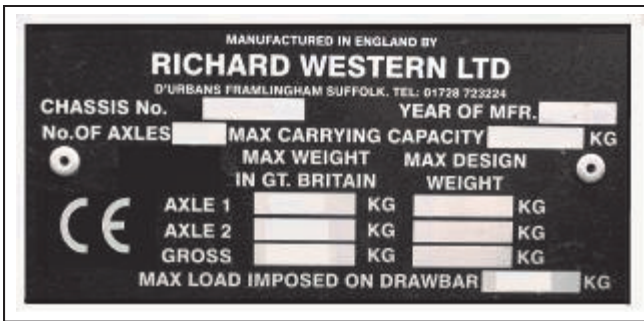 MANUFACTURED IN ENGLAND BY
RICHARD WESTERN LTD
D'URBANS FRAMLINGHAM SUFFOLK. TEL: 01728 723224
CHASSIS No. YEAR OF MFR.
No.OF AXLES MAX CARRYING CAPACITY KG
MAX WEIGHT MAX DESIGN
IN GT. BRITAIN WEIGHT
CE
AXLE 1 KG KG
AXLE 2 KG KG
GROSS KG KG
MAX LOAD IMPOSED ON DRAWBAR KG